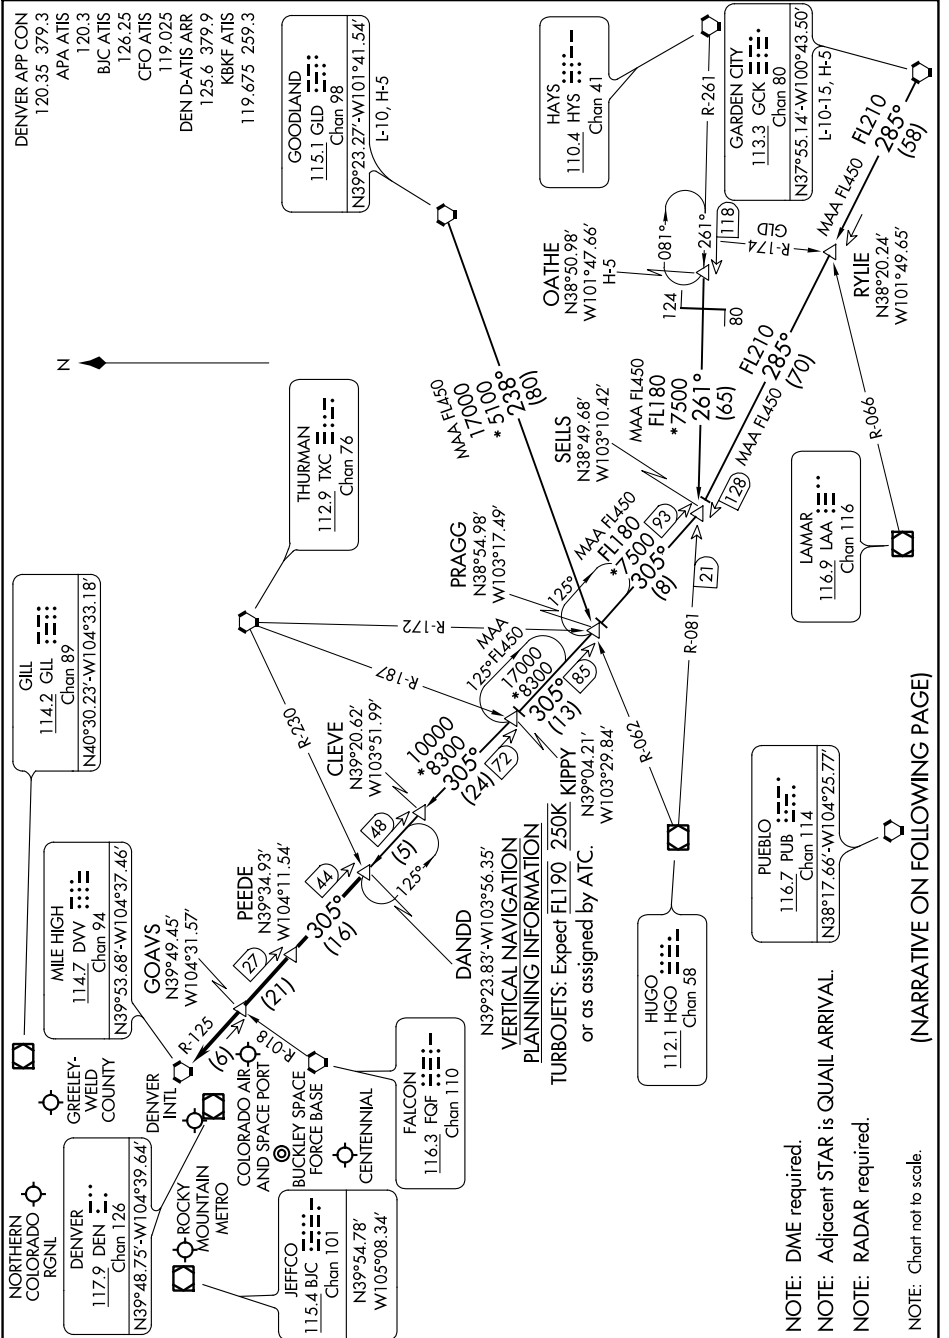 DENVER APP CON
120.35 379.3
APA ATIS
120.3
BJC ATIS
126.25
CFO ATIS
119.025
DEN D-ATIS ARR
125.6 379.9
KBKF ATIS
119.675 259.3
NORTHERN
COLORADO
RGNL
GREELEY-
WELD
COUNTY
GILL
114.2 GLL
Chan 89
N40°30.23′-W104°33.18′
MILE HIGH
114.7 DVV
Chan 94
N39°53.68′-W104°37.46′
DENVER
117.9 DEN
Chan 126
N39°48.75′-W104°39.64′
DENVER
INTL
ROCKY
MOUNTAIN
METRO
JEFFCO
115.4 BJC
Chan 101
N39°54.78′
W105°08.34′
COLORADO AIR
AND SPACE PORT
BUCKLEY SPACE
FORCE BASE
CENTENNIAL
FALCON
116.3 FQF
Chan 110
R-018
R-125
(6)
GOAVS
N39°49.45′
W104°31.57′
27
(21)
PEEDE
N39°34.93′
W104°11.54′
305°
(16)
44
DANDD
N39°23.83′-W103°56.35′
125°
(5)
48
CLEVE
N39°20.62′
W103°51.99′
10000
*8300
305°
(24)
72
KIPPY
N39°04.21′
W103°29.84′
125°
MAA
FL450
17000
*8300
305°
(13)
85
PRAGG
N38°54.98′
W103°17.49′
125°
MAA FL450
FL180
*7500
305°
(8)
93
SELLS
N38°49.68′
W103°10.42′
128
THURMAN
112.9 TXC
Chan 76
R-230
R-187
R-172
N
GOODLAND
115.1 GLD
Chan 98
N39°23.27′-W101°41.54′
L-10, H-5
MAA FL450
17000
*5100
238°
(80)
HAYS
110.4 HYS
Chan 41
R-261
OATHE
N38°50.98′
W101°47.66′
H-5
081°
261°
118
124
80
MAA FL450
FL180
*7500
261°
(65)
R-174
GLD
GARDEN CITY
113.3 GCK
Chan 80
N37°55.14′-W100°43.50′
L-10-15, H-5
MAA FL450
FL210
285°
(58)
RYLIE
N38°20.24′
W101°49.65′
MAA FL450
FL210
285°
(70)
R-066
LAMAR
116.9 LAA
Chan 116
R-081
21
R-062
HUGO
112.1 HGO
Chan 58
PUEBLO
116.7 PUB
Chan 114
N38°17.66′-W104°25.77′
VERTICAL NAVIGATION
PLANNING INFORMATION
TURBOJETS: Expect FL190 250K
or as assigned by ATC.
NOTE: DME required.
NOTE: Adjacent STAR is QUAIL ARRIVAL.
NOTE: RADAR required.
NOTE: Chart not to scale.
(NARRATIVE ON FOLLOWING PAGE)